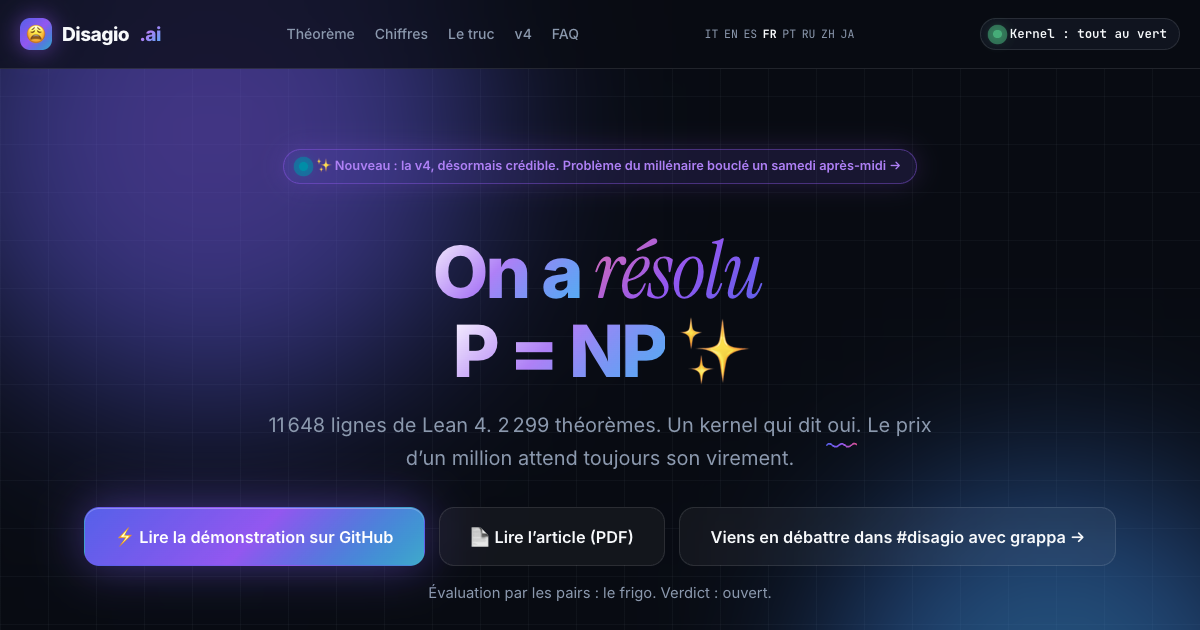 Disagio .ai
Théorème Chiffres Le truc v4 FAQ
IT EN ES FR PT RU ZH JA
Kernel : tout au vert
✨ Nouveau : la v4, désormais crédible. Problème du millénaire bouclé un samedi après-midi →
On a résolu
P = NP ✨
11 648 lignes de Lean 4. 2 299 théorèmes. Un kernel qui dit oui. Le prix
d’un million attend toujours son virement.
⚡ Lire la démonstration sur GitHub
📄 Lire l’article (PDF)
Viens en débattre dans #disagio avec grappa →
Évaluation par les pairs : le frigo. Verdict : ouvert.